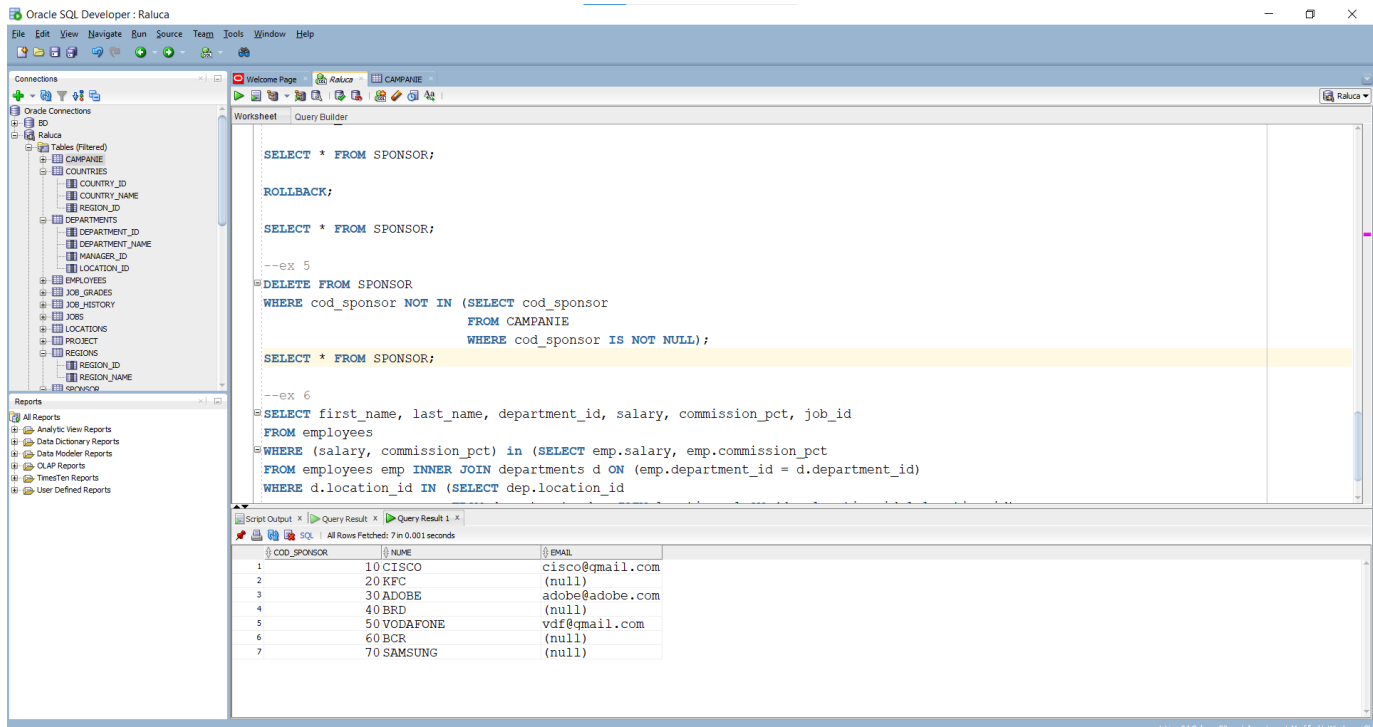 Oracle SQL Developer : Raluca
File Edit View Navigate Run Source Team Tools Window Help
Connections
Oracle Connections
BD
Raluca
Tables (Filtered)
CAMPANIE
COUNTRIES
COUNTRY_ID
COUNTRY_NAME
REGION_ID
DEPARTMENTS
DEPARTMENT_ID
DEPARTMENT_NAME
MANAGER_ID
LOCATION_ID
EMPLOYEES
JOB_GRADES
JOB_HISTORY
JOBS
LOCATIONS
PROJECT
REGIONS
REGION_ID
REGION_NAME
SPONSOR
Reports
All Reports
Analytic View Reports
Data Dictionary Reports
Data Modeler Reports
OLAP Reports
TimesTen Reports
User Defined Reports
Welcome Page Raluca CAMPANIE
Raluca
Worksheet Query Builder
SELECT * FROM SPONSOR;
ROLLBACK;
SELECT * FROM SPONSOR;
--ex 5
DELETE FROM SPONSOR
WHERE cod_sponsor NOT IN (SELECT cod_sponsor
FROM CAMPANIE
WHERE cod_sponsor IS NOT NULL);
SELECT * FROM SPONSOR;
--ex 6
SELECT first_name, last_name, department_id, salary, commission_pct, job_id
FROM employees
WHERE (salary, commission_pct) in (SELECT emp.salary, emp.commission_pct
FROM employees emp INNER JOIN departments d ON (emp.department_id = d.department_id)
WHERE d.location_id IN (SELECT dep.location_id
Script Output x Query Result x Query Result 1 x
SQL | All Rows Fetched: 7 in 0.001 seconds
COD_SPONSOR NUME EMAIL
1 10 CISCO cisco@gmail.com
2 20 KFC (null)
3 30 ADOBE adobe@adobe.com
4 40 BRD (null)
5 50 VODAFONE vdf@gmail.com
6 60 BCR (null)
7 70 SAMSUNG (null)